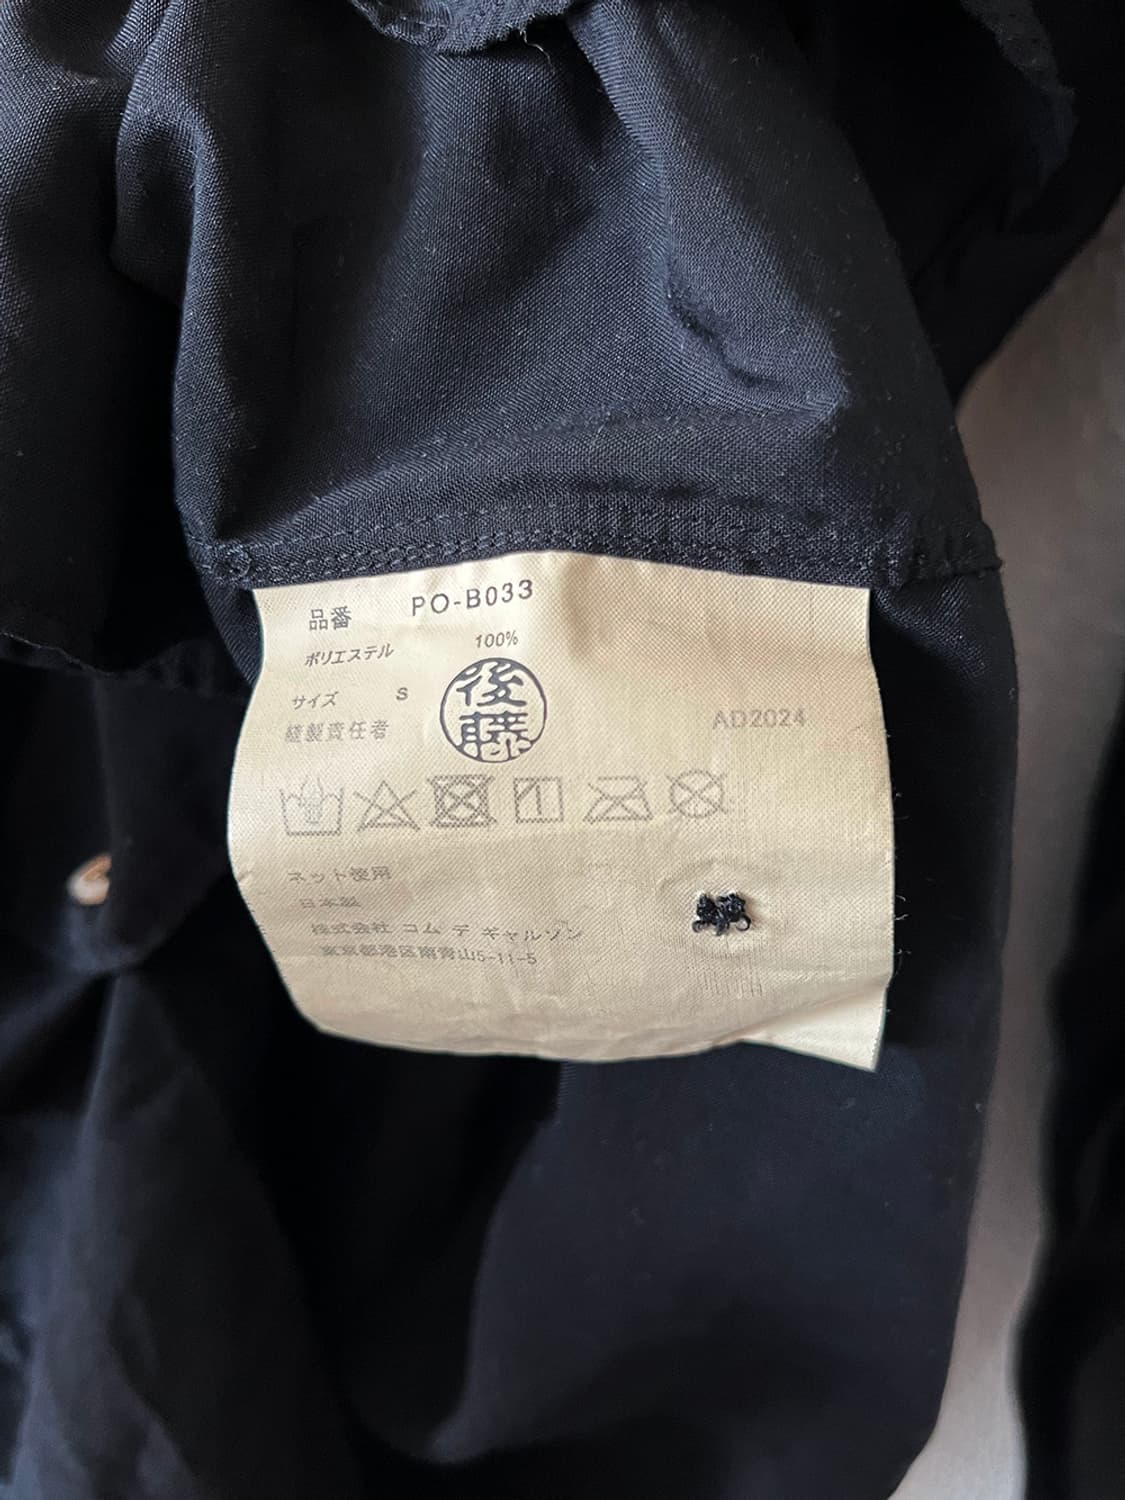 品番 PO-B033
ポリエステル 100%
サイズ S
後藤
縫製責任者
AD2024
ネット使用
日本製
株式会社 コム デ ギャルソン
東京都港区南青山5-11-5